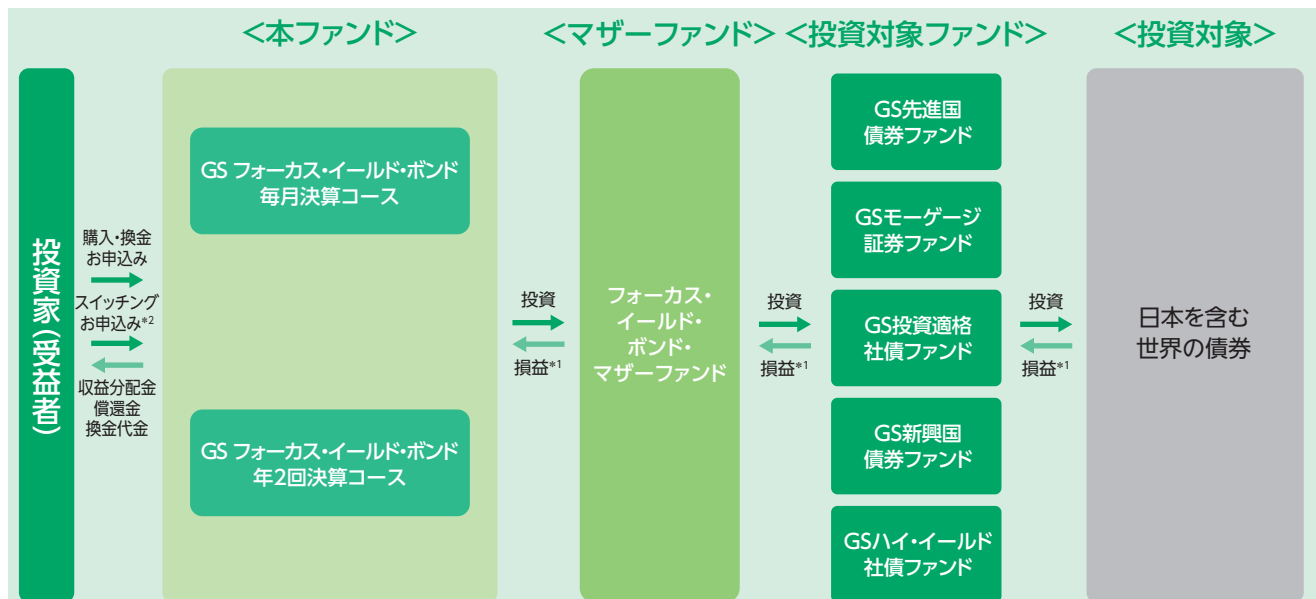 <本ファンド>
<マザーファンド>
<投資対象ファンド>
<投資対象>
投資家(受益者)
購入・換金
お申込み
スイッチング
お申込み*2
収益分配金
償還金
換金代金
GS フォーカス・イールド・ボンド
毎月決算コース
GS フォーカス・イールド・ボンド
年2回決算コース
投資
損益*1
フォーカス・
イールド・
ボンド・
マザーファンド
投資
損益*1
GS先進国
債券ファンド
GSモーゲージ
証券ファンド
GS投資適格
社債ファンド
GS新興国
債券ファンド
GSハイ・イールド
社債ファンド
投資
損益*1
日本を含む
世界の債券